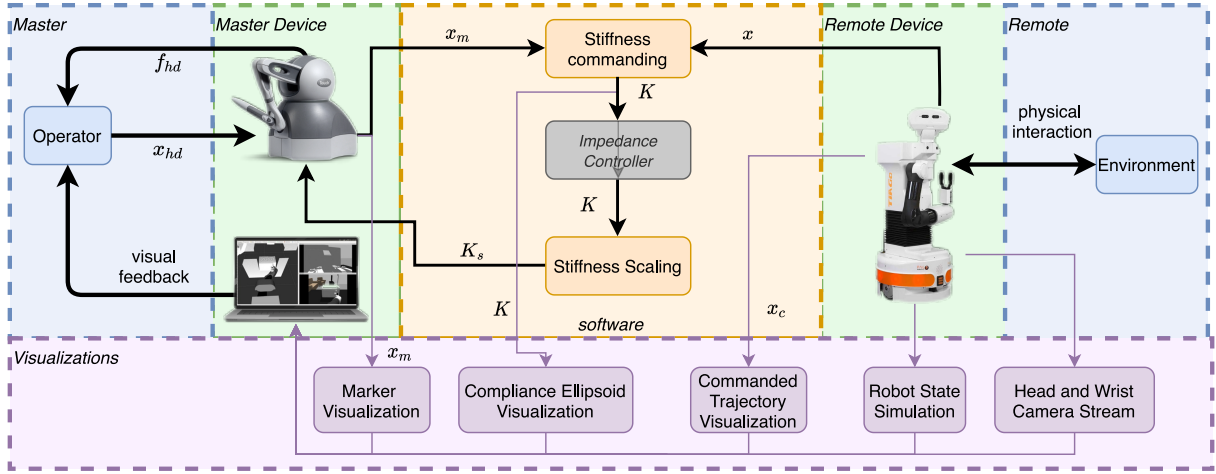 Master
Master Device
Remote Device
Remote
f_hd
x_m
Stiffness
commanding
x
K
Operator
x_hd
Impedance
Controller
physical
interaction
Environment
TIAGo
K
visual
feedback
K_s
Stiffness Scaling
K
x_c
software
Visualizations
x_m
Marker
Visualization
Compliance Ellipsoid
Visualization
Commanded
Trajectory
Visualization
Robot State
Simulation
Head and Wrist
Camera Stream